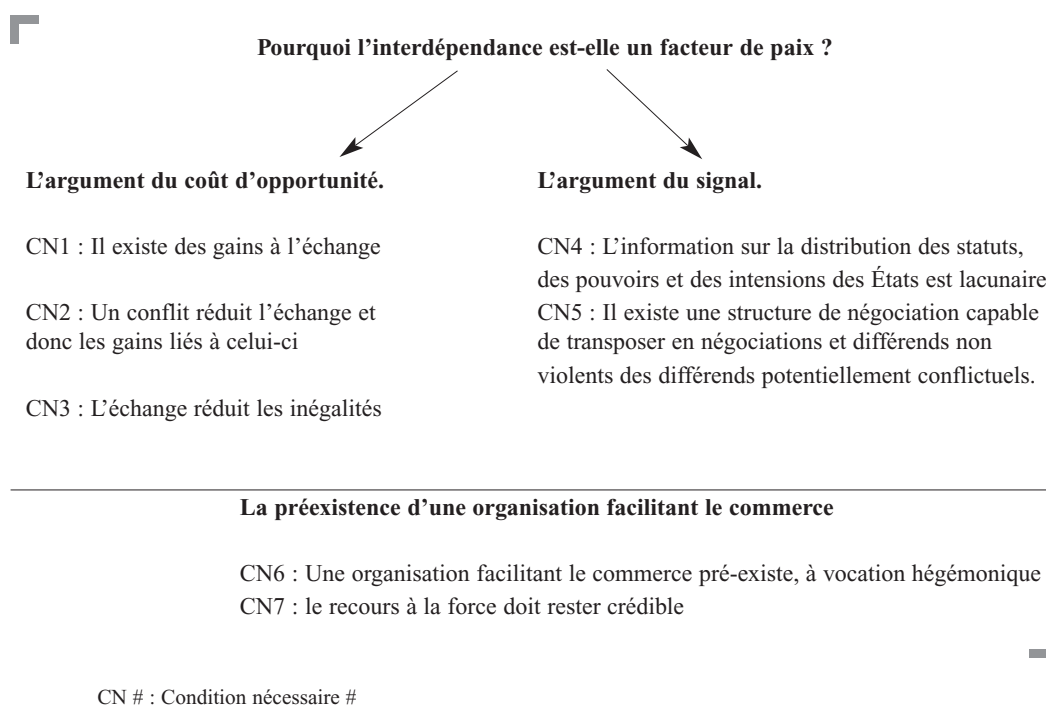 Pourquoi l’interdépendance est-elle un facteur de paix ?
L’argument du coût d’opportunité.
CN1 : Il existe des gains à l’échange
CN2 : Un conflit réduit l’échange et
donc les gains liés à celui-ci
CN3 : L’échange réduit les inégalités
L’argument du signal.
CN4 : L’information sur la distribution des statuts,
des pouvoirs et des intensions des États est lacunaire
CN5 : Il existe une structure de négociation capable
de transposer en négociations et différends non
violents des différends potentiellement conflictuels.
La préexistence d’une organisation facilitant le commerce
CN6 : Une organisation facilitant le commerce pré-existe, à vocation hégémonique
CN7 : le recours à la force doit rester crédible
CN # : Condition nécessaire #